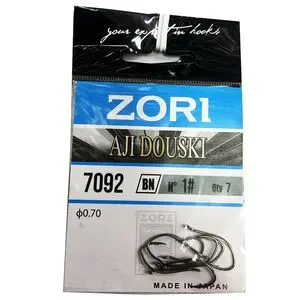 your expert in hooks
ZORI
AJI DOUSKI
7092 BN Nº 1# Qty 7
φ0.70
ZORI
MADE IN JAPAN